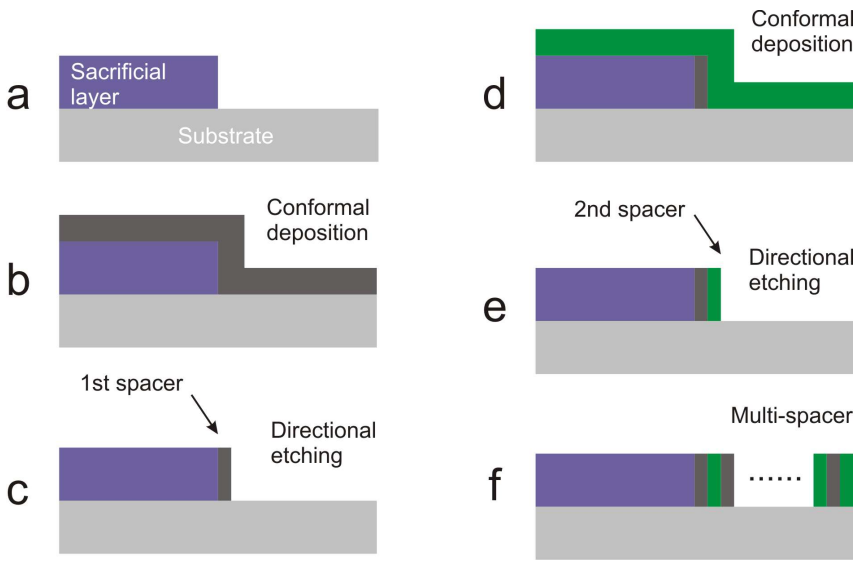 a
Sacrificial
layer
Substrate
b
Conformal
deposition
1st spacer
Directional
etching
c
d
Conformal
deposition
2nd spacer
Directional
etching
e
Multi-spacer
f
......